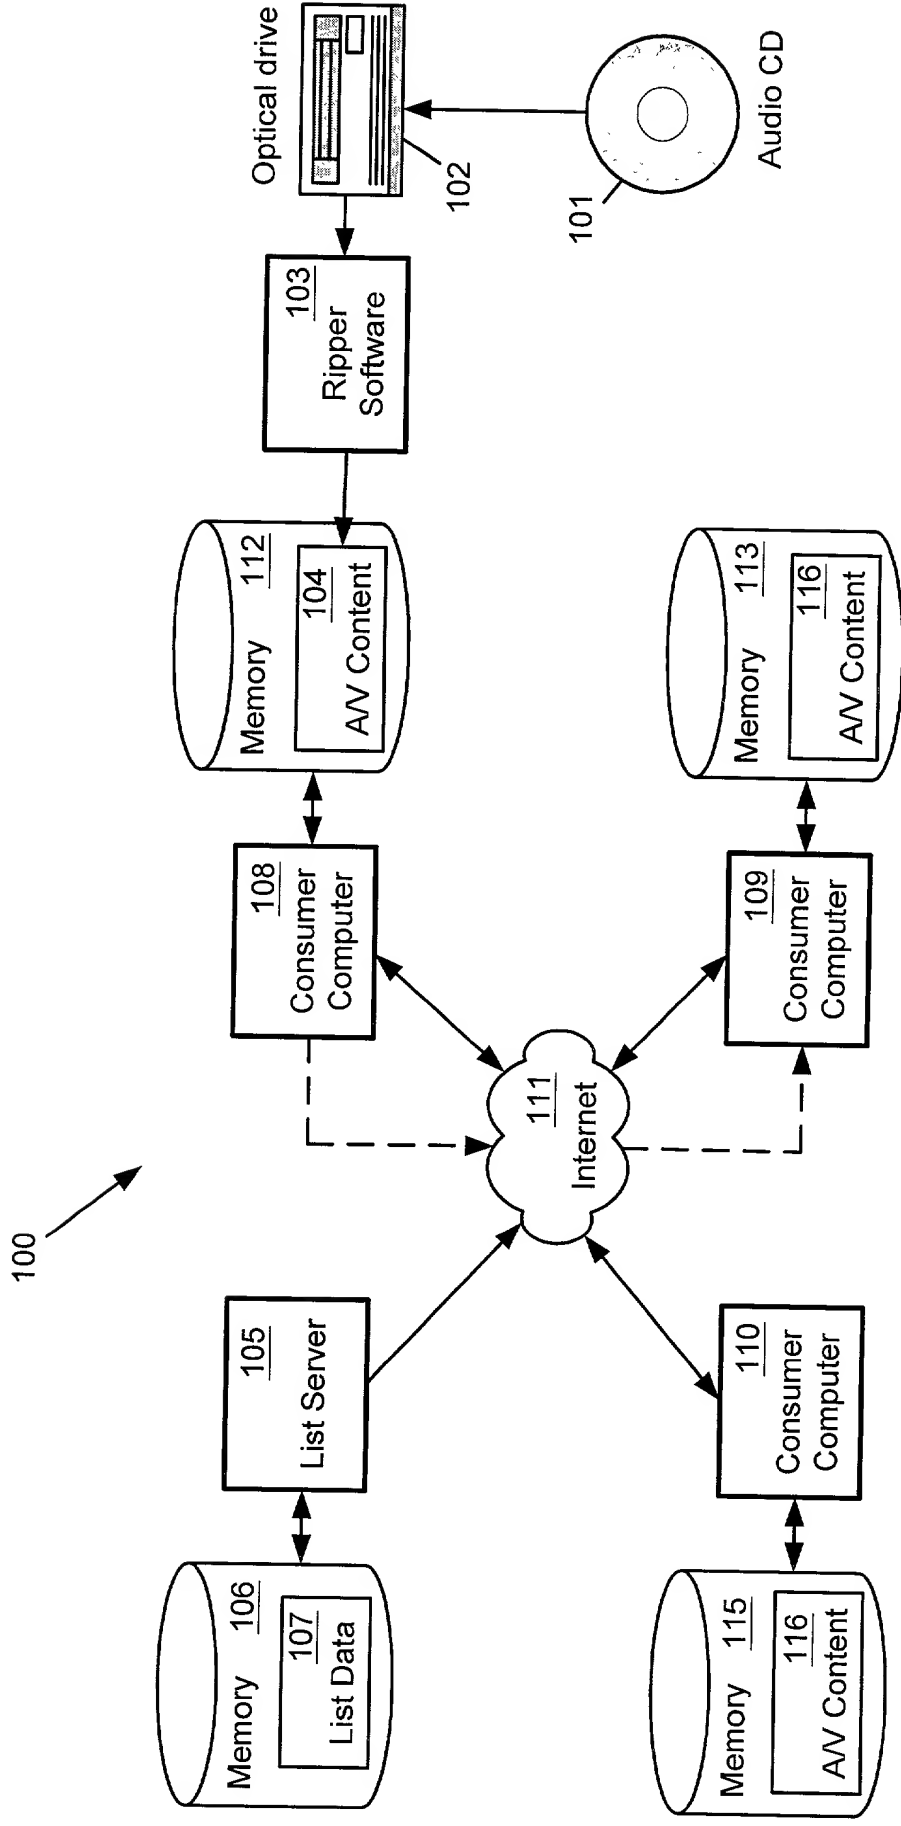 100
Memory
106
107
List Data
105
List Server
108
Consumer
Computer
Memory
112
104
A/V Content
103
Ripper
Software
Optical drive
102
101
Audio CD
111
Internet
Memory
115
116
A/V Content
110
Consumer
Computer
109
Consumer
Computer
Memory
113
116
A/V Content